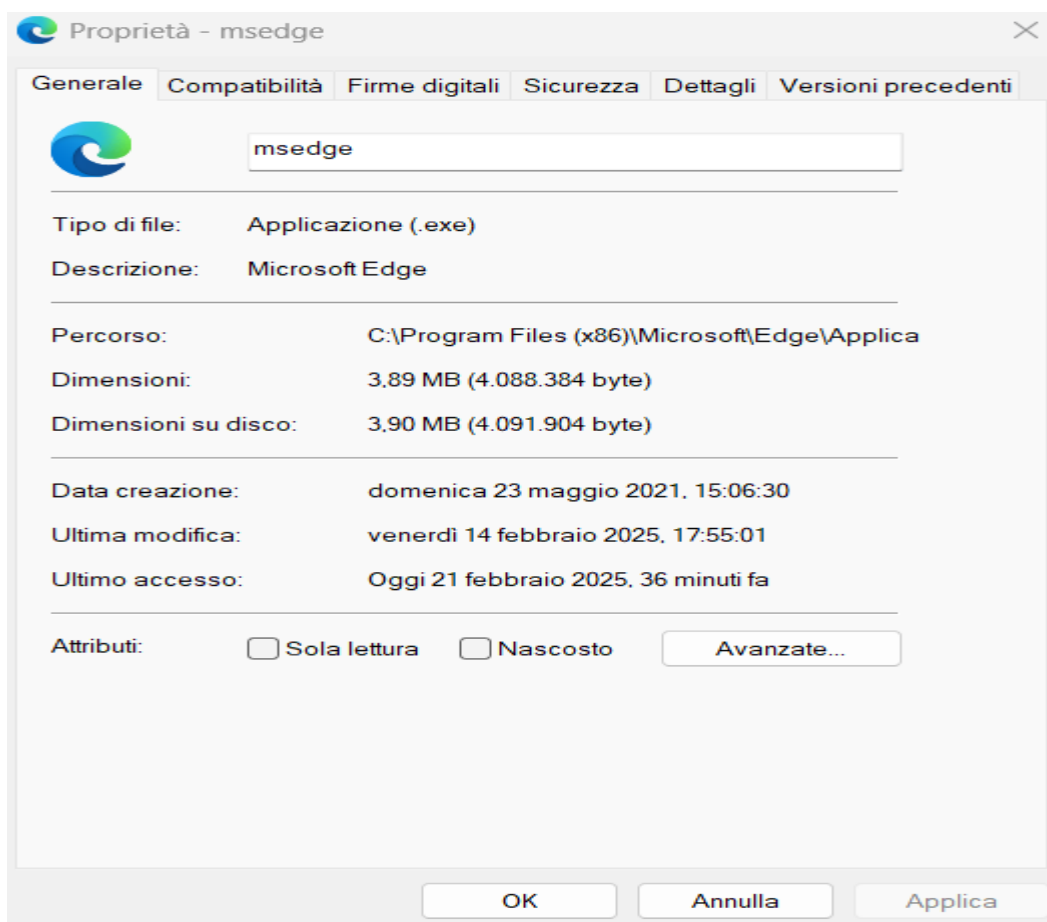 Proprietà - msedge
Generale Compatibilità Firme digitali Sicurezza Dettagli Versioni precedenti
msedge
Tipo di file: Applicazione (.exe)
Descrizione: Microsoft Edge
Percorso: C:\Program Files (x86)\Microsoft\Edge\Applica
Dimensioni: 3,89 MB (4.088.384 byte)
Dimensioni su disco: 3,90 MB (4.091.904 byte)
Data creazione: domenica 23 maggio 2021, 15:06:30
Ultima modifica: venerdì 14 febbraio 2025, 17:55:01
Ultimo accesso: Oggi 21 febbraio 2025, 36 minuti fa
Attributi: Sola lettura Nascosto Avanzate...
OK Annulla Applica